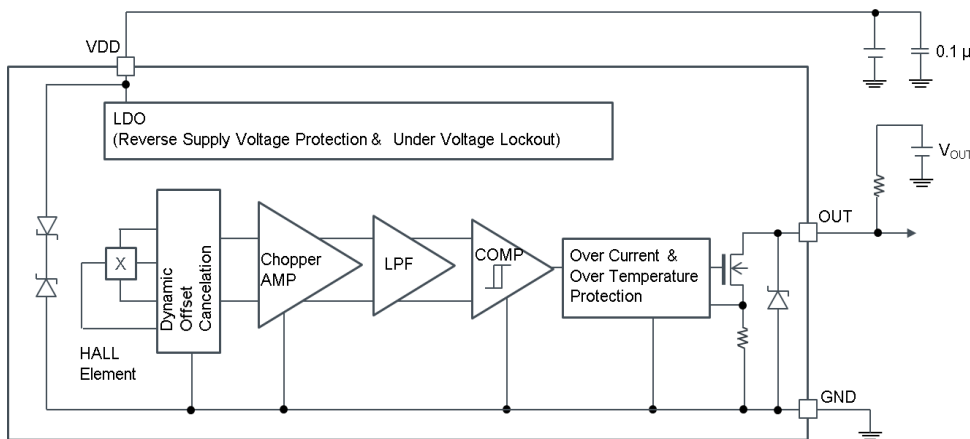 VDD
0.1 µ
LDO
(Reverse Supply Voltage Protection & Under Voltage Lockout)
VOUT
OUT
X
Dynamic
Offset
Cancelation
Chopper
AMP
LPF
COMP
Over Current &
Over Temperature
Protection
HALL
Element
GND